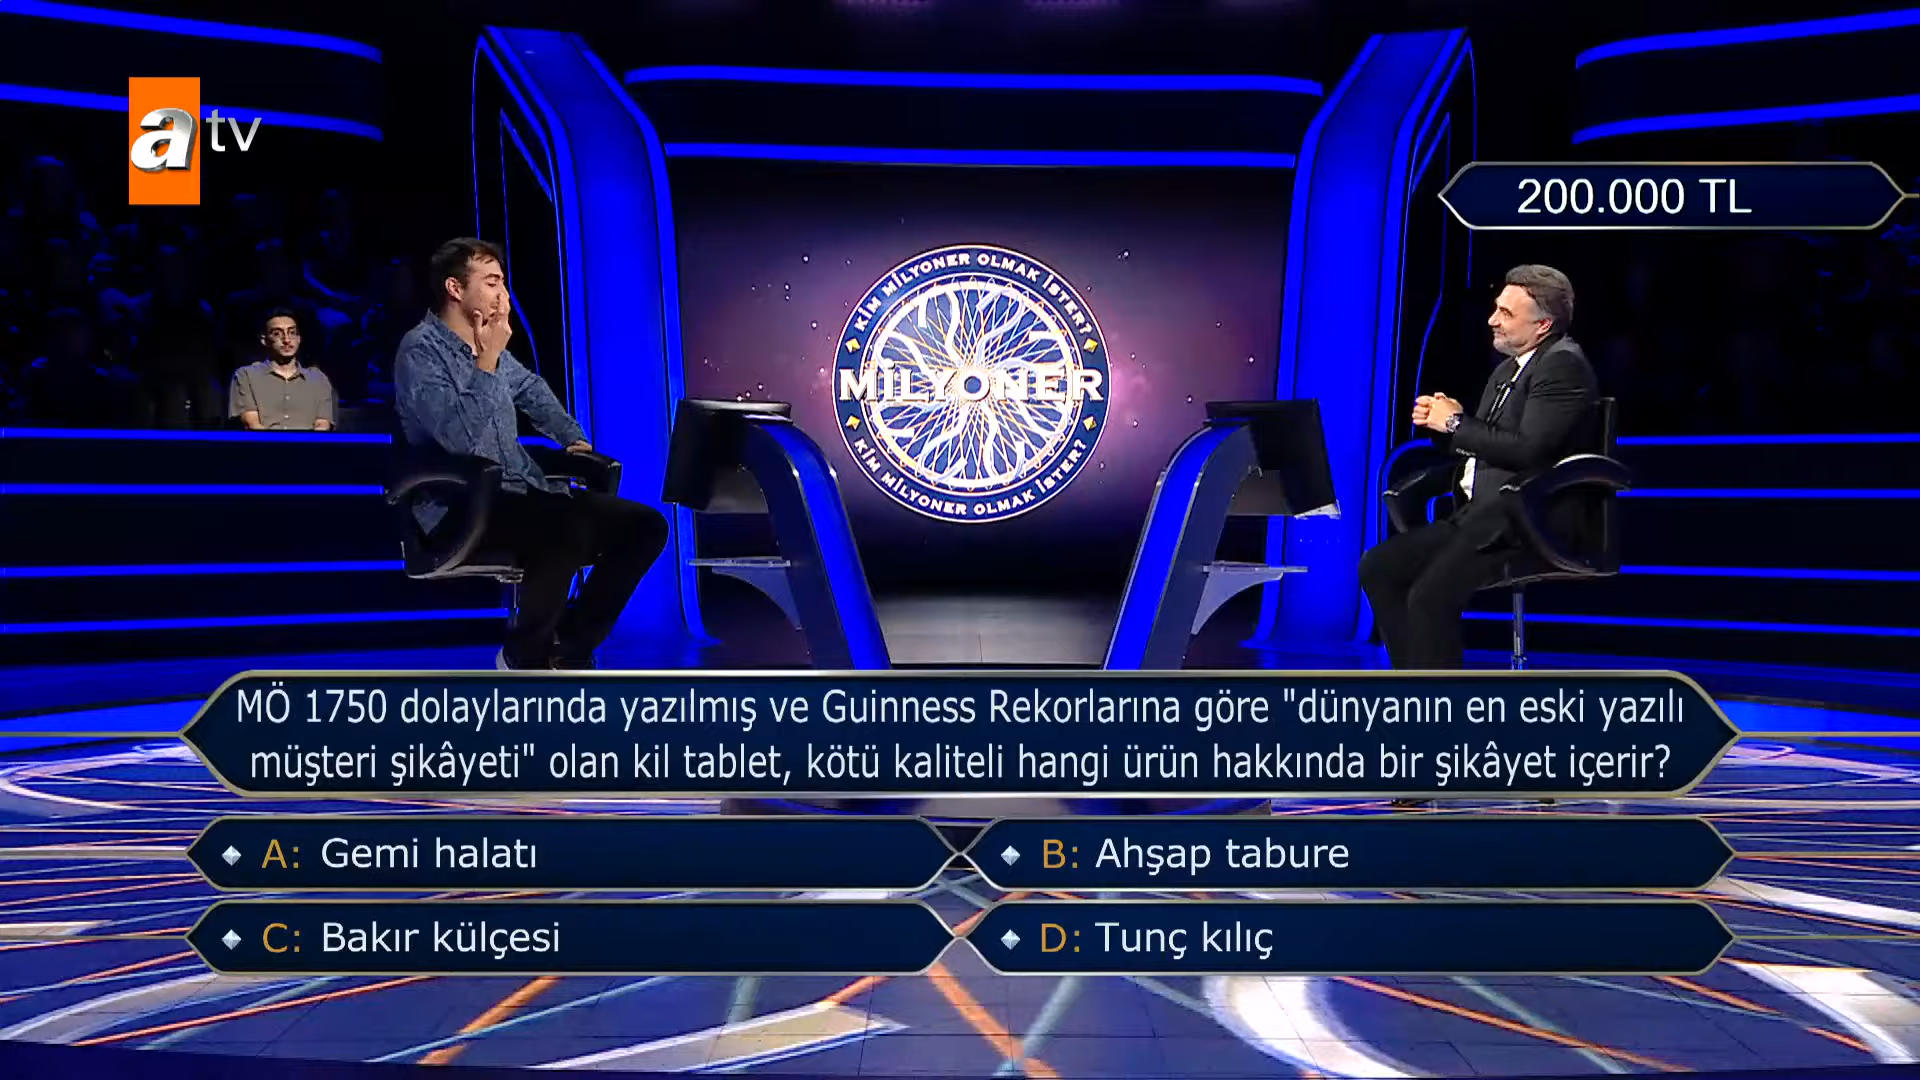 atv
200.000 TL
KİM MİLYONER OLMAK İSTER?
MİLYONER
KİM MİLYONER OLMAK İSTER?
MÖ 1750 dolaylarında yazılmış ve Guinness Rekorlarına göre "dünyanın en eski yazılı
müşteri şikâyeti" olan kil tablet, kötü kaliteli hangi ürün hakkında bir şikâyet içerir?
A: Gemi halatı
B: Ahşap tabure
C: Bakır külçesi
D: Tunç kılıç